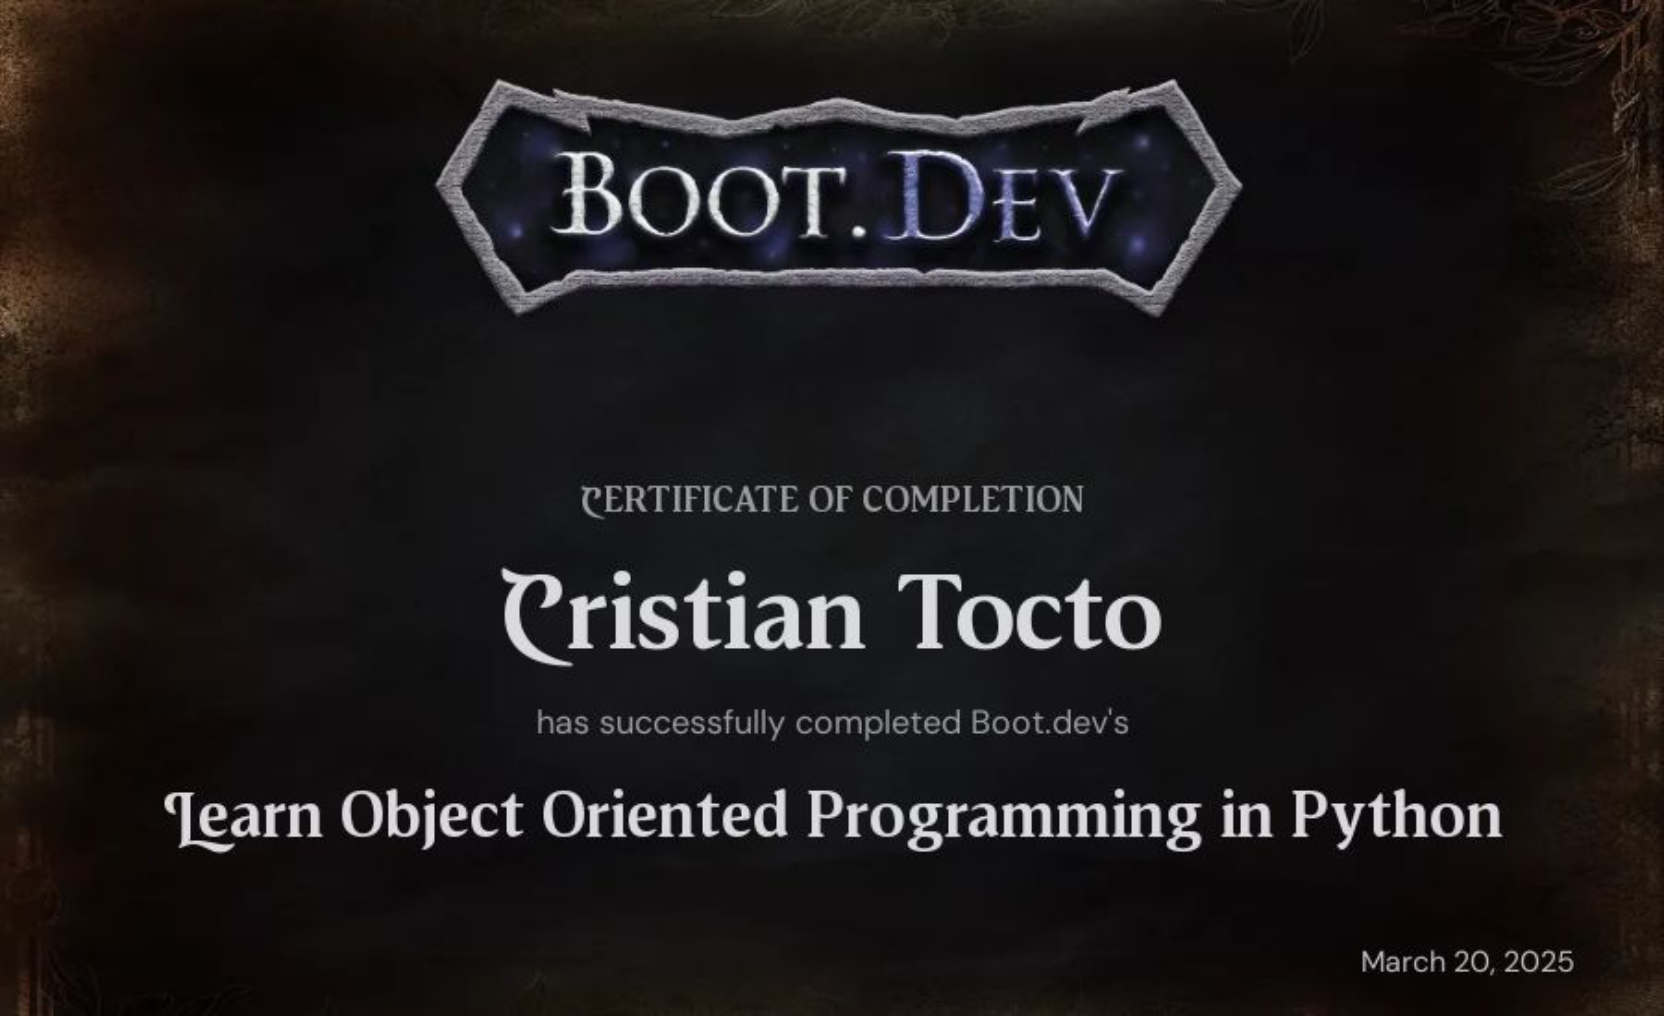 BOOT.DEV
CERTIFICATE OF COMPLETION
Cristian Tocto
has successfully completed Boot.dev's
Learn Object Oriented Programming in Python
March 20, 2025